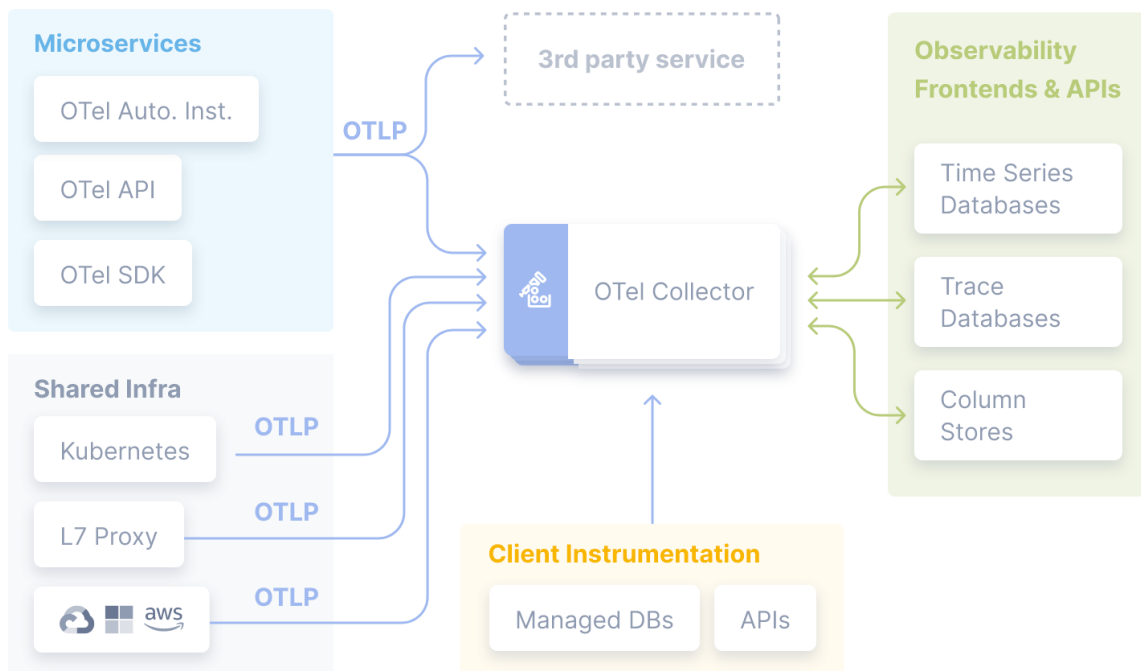 Microservices
OTel Auto. Inst.
OTel API
OTel SDK
OTLP
3rd party service
OTel Collector
Observability
Frontends & APIs
Time Series
Databases
Trace
Databases
Column
Stores
Shared Infra
Kubernetes
OTLP
L7 Proxy
OTLP
aws
OTLP
Client Instrumentation
Managed DBs
APIs